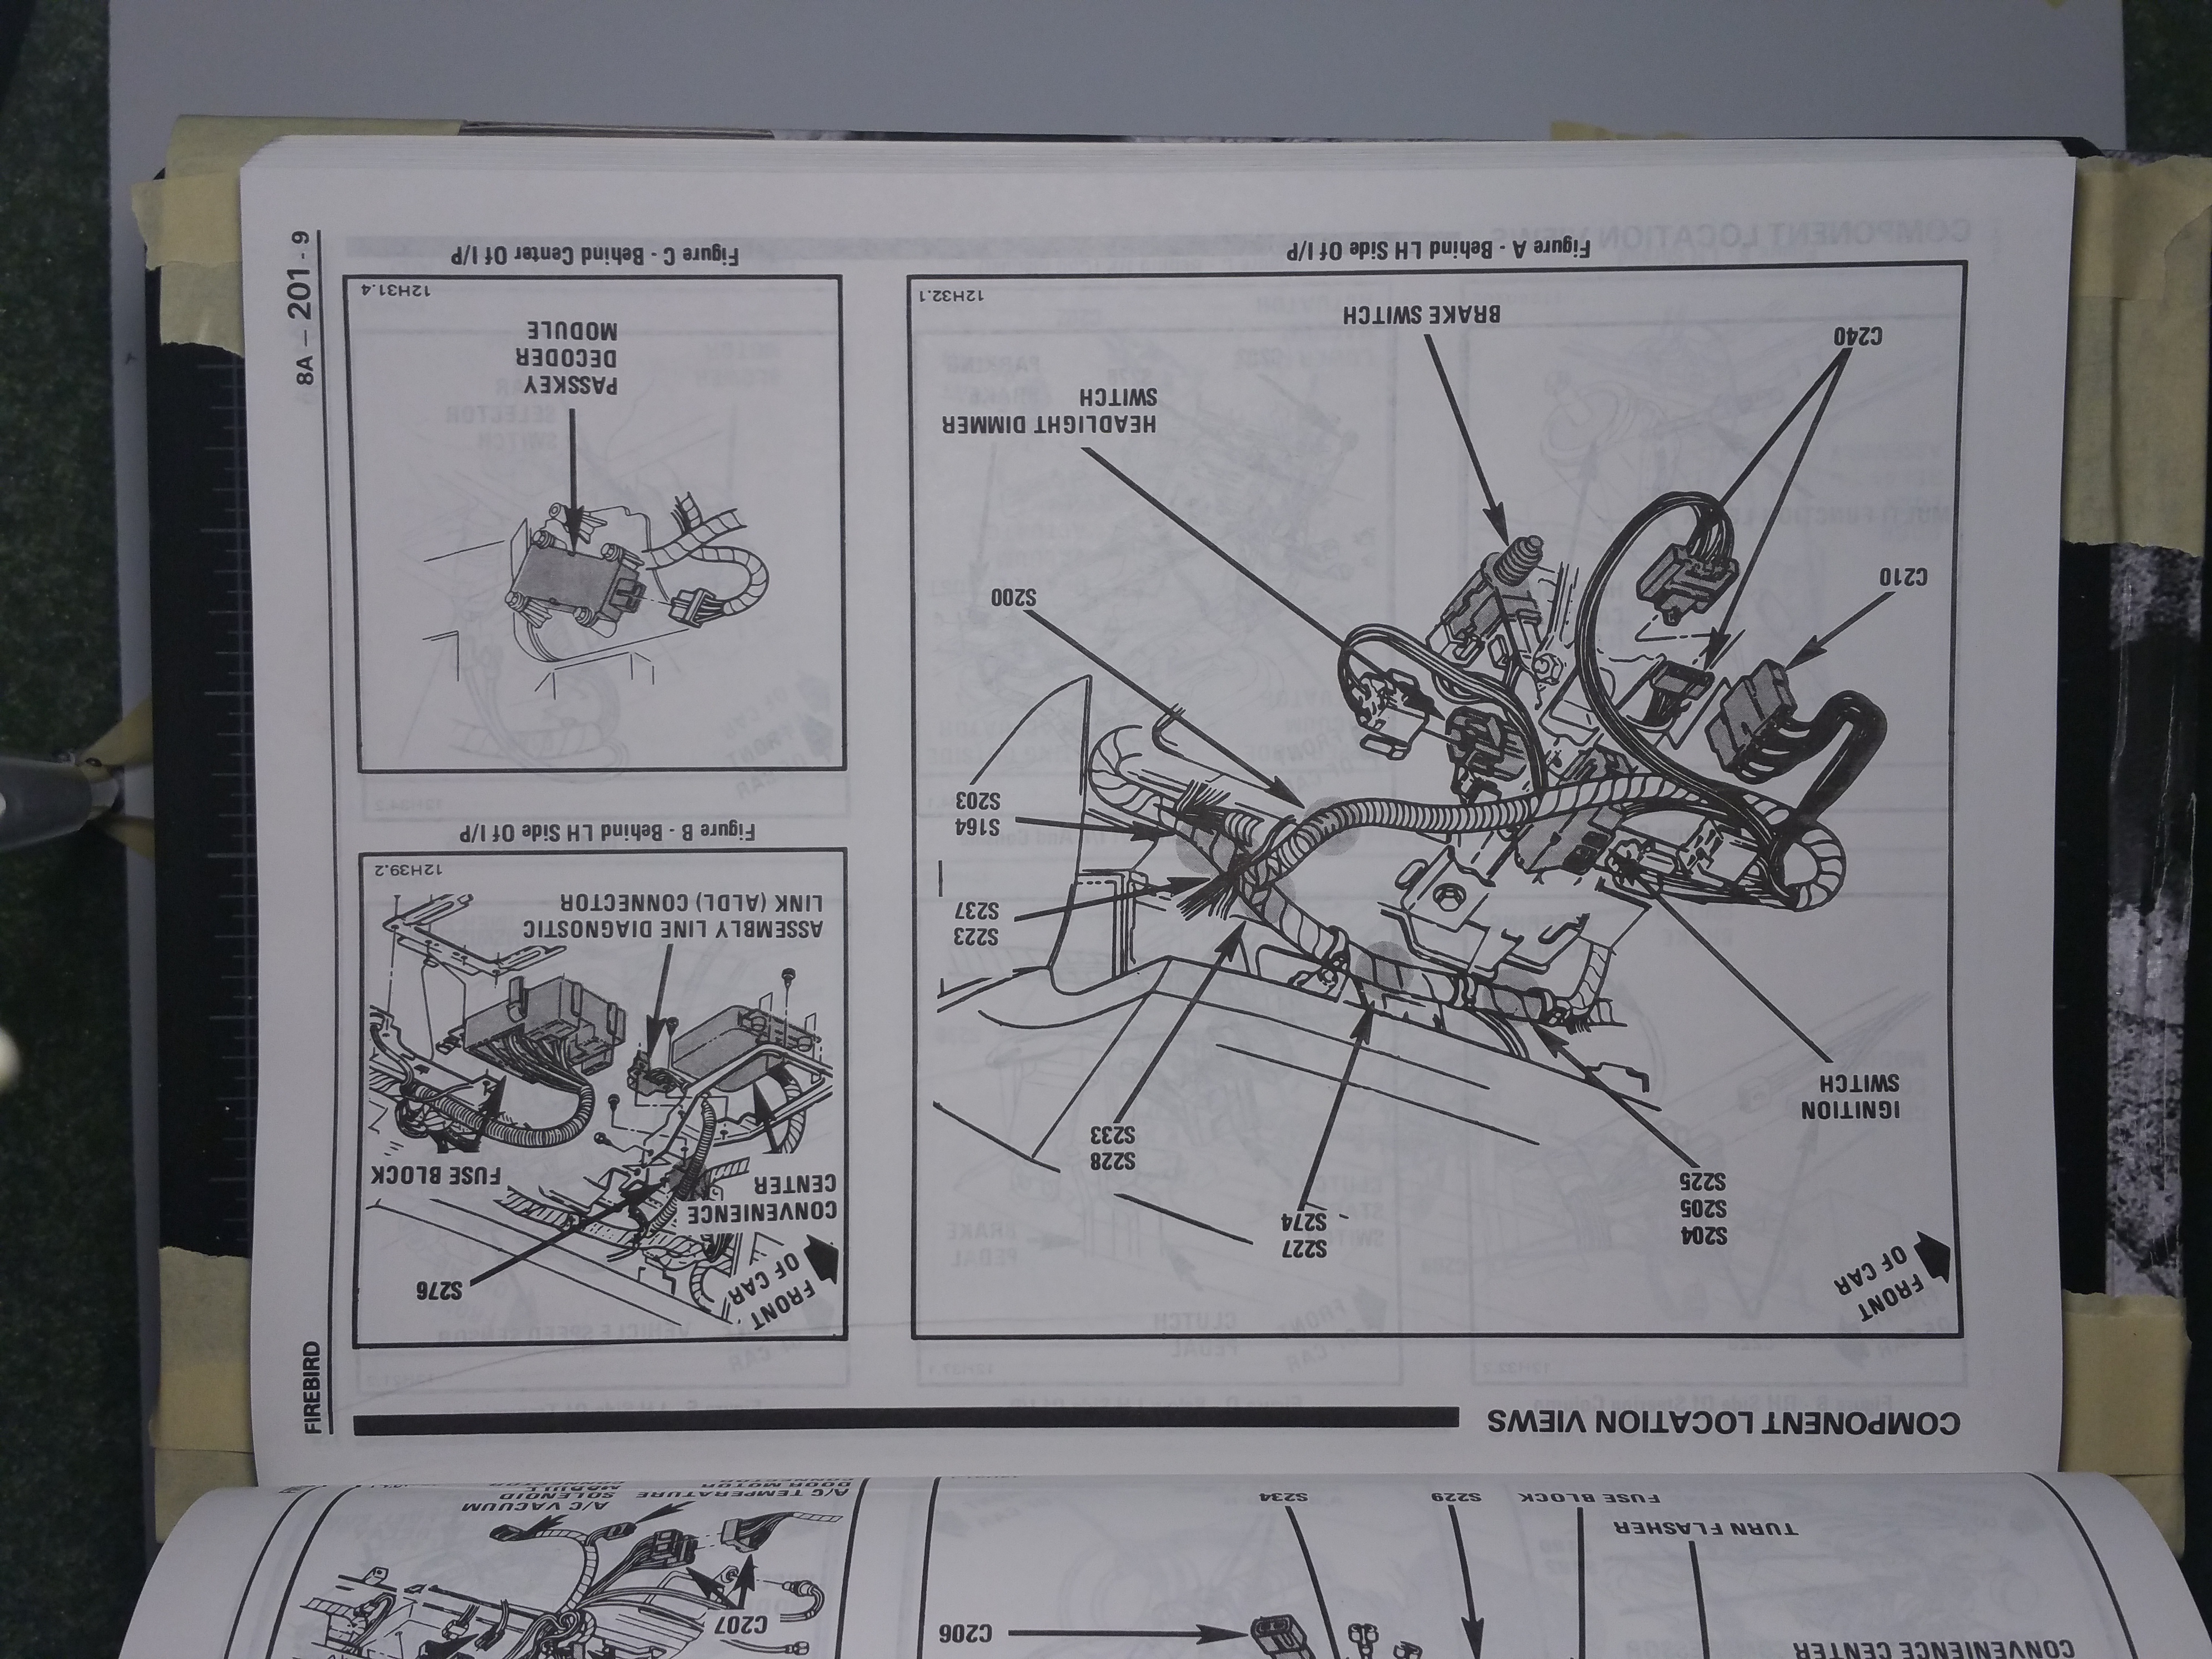 COMPONENT LOCATION VIEWS
FIREBIRD
8A – 201 - 9
FRONT
OF CAR
S204
S205
S225
S227
S274
S228
S233
IGNITION
SWITCH
S223
S237
S164
S203
S200
C210
C240
HEADLIGHT DIMMER
SWITCH
BRAKE SWITCH
12H32.1
Figure A - Behind LH Side Of I/P
FRONT
OF CAR
S276
CONVENIENCE
CENTER
FUSE BLOCK
ASSEMBLY LINE DIAGNOSTIC
LINK (ALDL) CONNECTOR
12H39.2
Figure B - Behind LH Side Of I/P
PASSKEY
DECODER
MODULE
12H31.4
Figure C - Behind Center Of I/P
CONVENIENCE CENTER
TURN FLASHER
FUSE BLOCK
S229
S234
C206
C207
A/C TEMPERATURE
DOOR MOTOR
CONNECTOR
A/C VACUUM
SOLENOID
MODULE
CONNECTOR